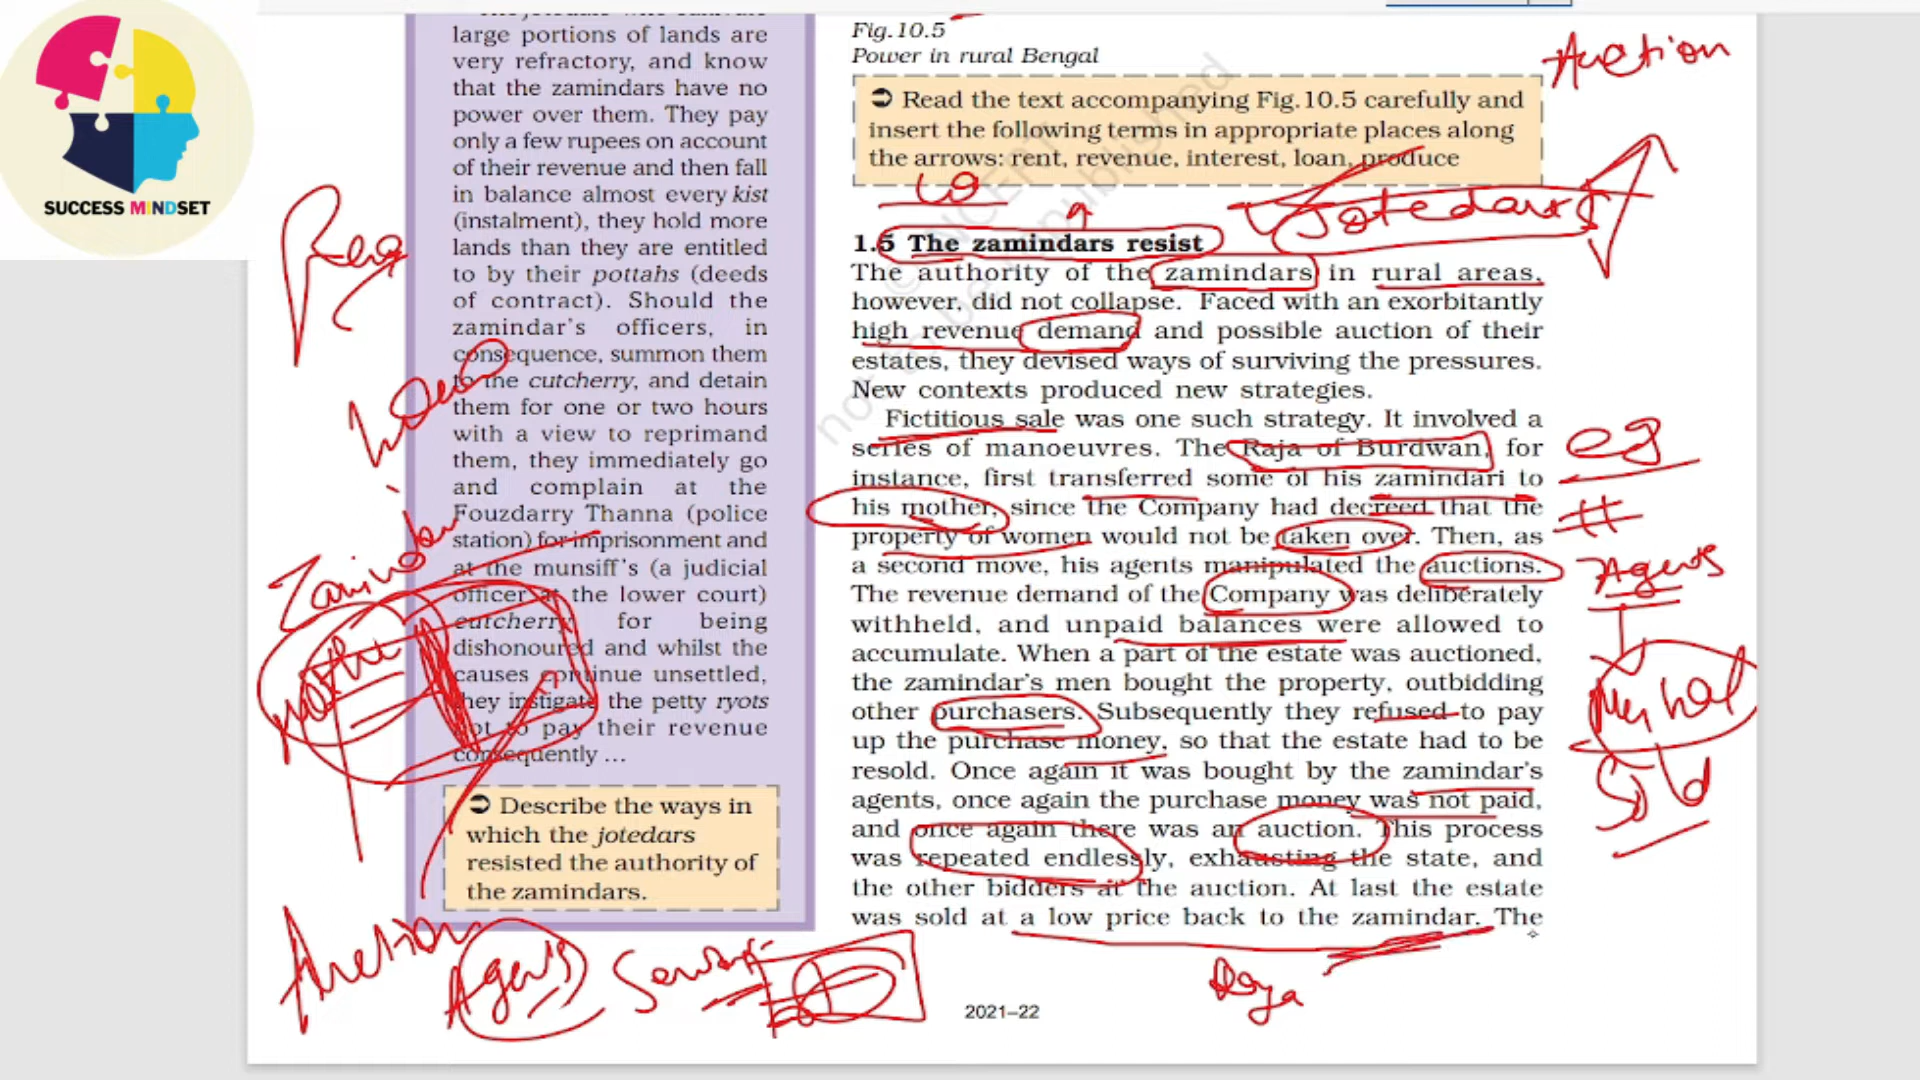 SUCCESS MINDSET
large portions of lands are
very refractory, and know
that the zamindars have no
power over them. They pay
only a few rupees on account
of their revenue and then fall
in balance almost every kist
(instalment), they hold more
lands than they are entitled
to by their pottahs (deeds
of contract). Should the
zamindar's officers, in
consequence, summon them
to the cutcherry, and detain
them for one or two hours
with a view to reprimand
them, they immediately go
and complain at the
Fouzdarry Thanna (police
station) for imprisonment and
at the munsiff's (a judicial
officer at the lower court)
cutcherry for being
dishonoured and whilst the
causes continue unsettled,
they instigate the petty ryots
not to pay their revenue
consequently ...
➲ Describe the ways in
which the jotedars
resisted the authority of
the zamindars.
Fig.10.5
Power in rural Bengal
➲ Read the text accompanying Fig.10.5 carefully and
insert the following terms in appropriate places along
the arrows: rent, revenue, interest, loan, produce
1.5 The zamindars resist
The authority of the zamindars in rural areas,
however, did not collapse. Faced with an exorbitantly
high revenue demand and possible auction of their
estates, they devised ways of surviving the pressures.
New contexts produced new strategies.
Fictitious sale was one such strategy. It involved a
series of manoeuvres. The Raja of Burdwan, for
instance, first transferred some of his zamindari to
his mother, since the Company had decreed that the
property of women would not be taken over. Then, as
a second move, his agents manipulated the auctions.
The revenue demand of the Company was deliberately
withheld, and unpaid balances were allowed to
accumulate. When a part of the estate was auctioned,
the zamindar's men bought the property, outbidding
other purchasers. Subsequently they refused to pay
up the purchase money, so that the estate had to be
resold. Once again it was bought by the zamindar's
agents, once again the purchase money was not paid,
and once again there was an auction. This process
was repeated endlessly, exhausting the state, and
the other bidders at the auction. At last the estate
was sold at a low price back to the zamindar. The
2021–22
Auction
Jotedars
eg
Agents
Sold
Zamindari
Auction
Agents